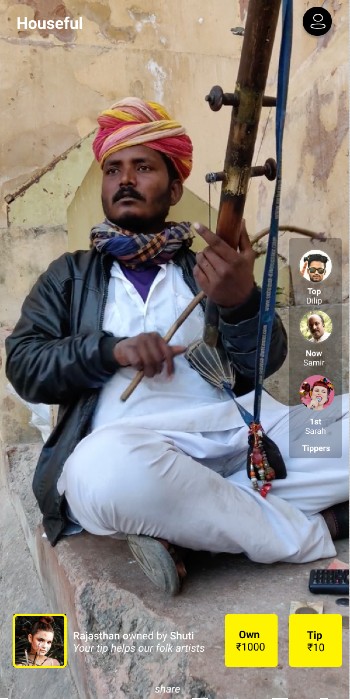 Houseful
Top
Dilip
Now
Samir
1st
Sarah
Tippers
Rajasthan owned by Shuti
Your tip helps our folk artists
Own
₹1000
Tip
₹10
share